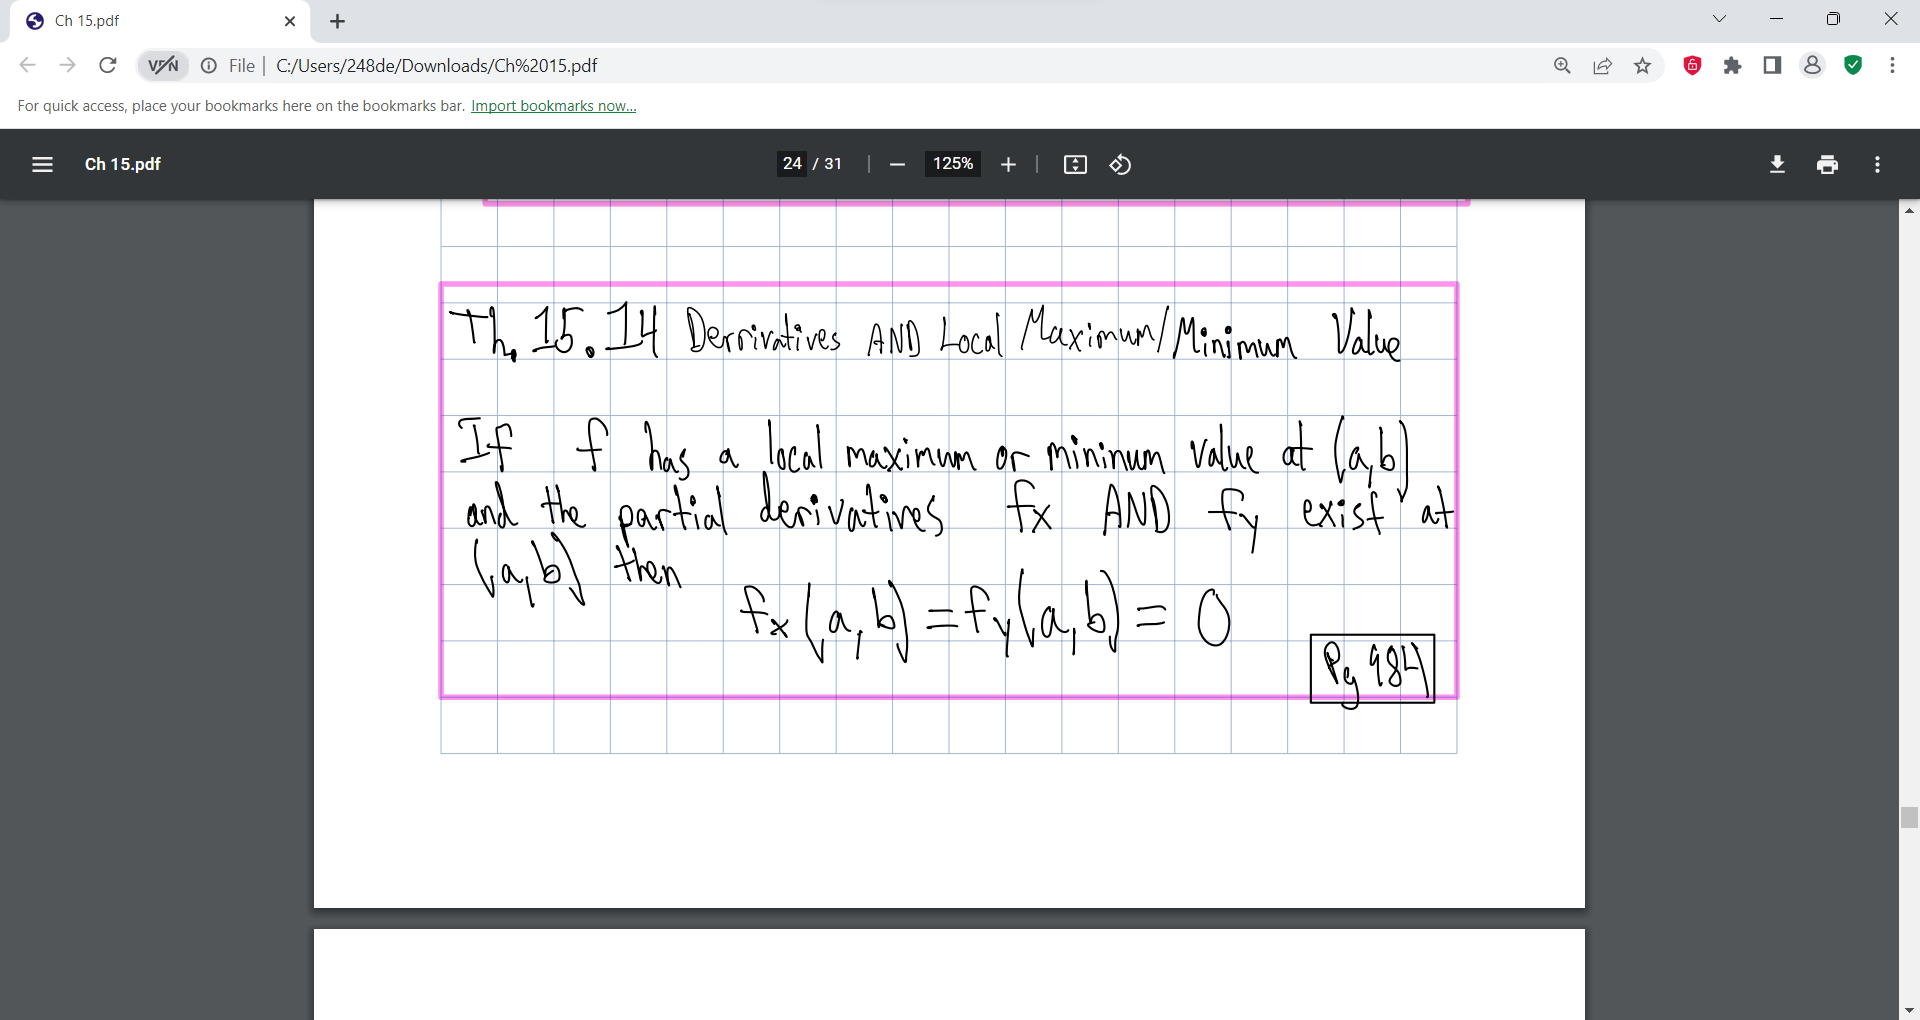 Ch 15.pdf
VPN File C:/Users/248de/Downloads/Ch%2015.pdf
For quick access, place your bookmarks here on the bookmarks bar. Import bookmarks now...
Ch 15.pdf 24 / 31 125%
Th. 15.14 Derrivatives AND Local Maximum/Minimum Value
If f has a local maximum or mininum value at (a,b)
and the partial derivatives fx AND fy exist at
(a,b) then
fx(a,b) = fy(a,b) = 0
Pg 984